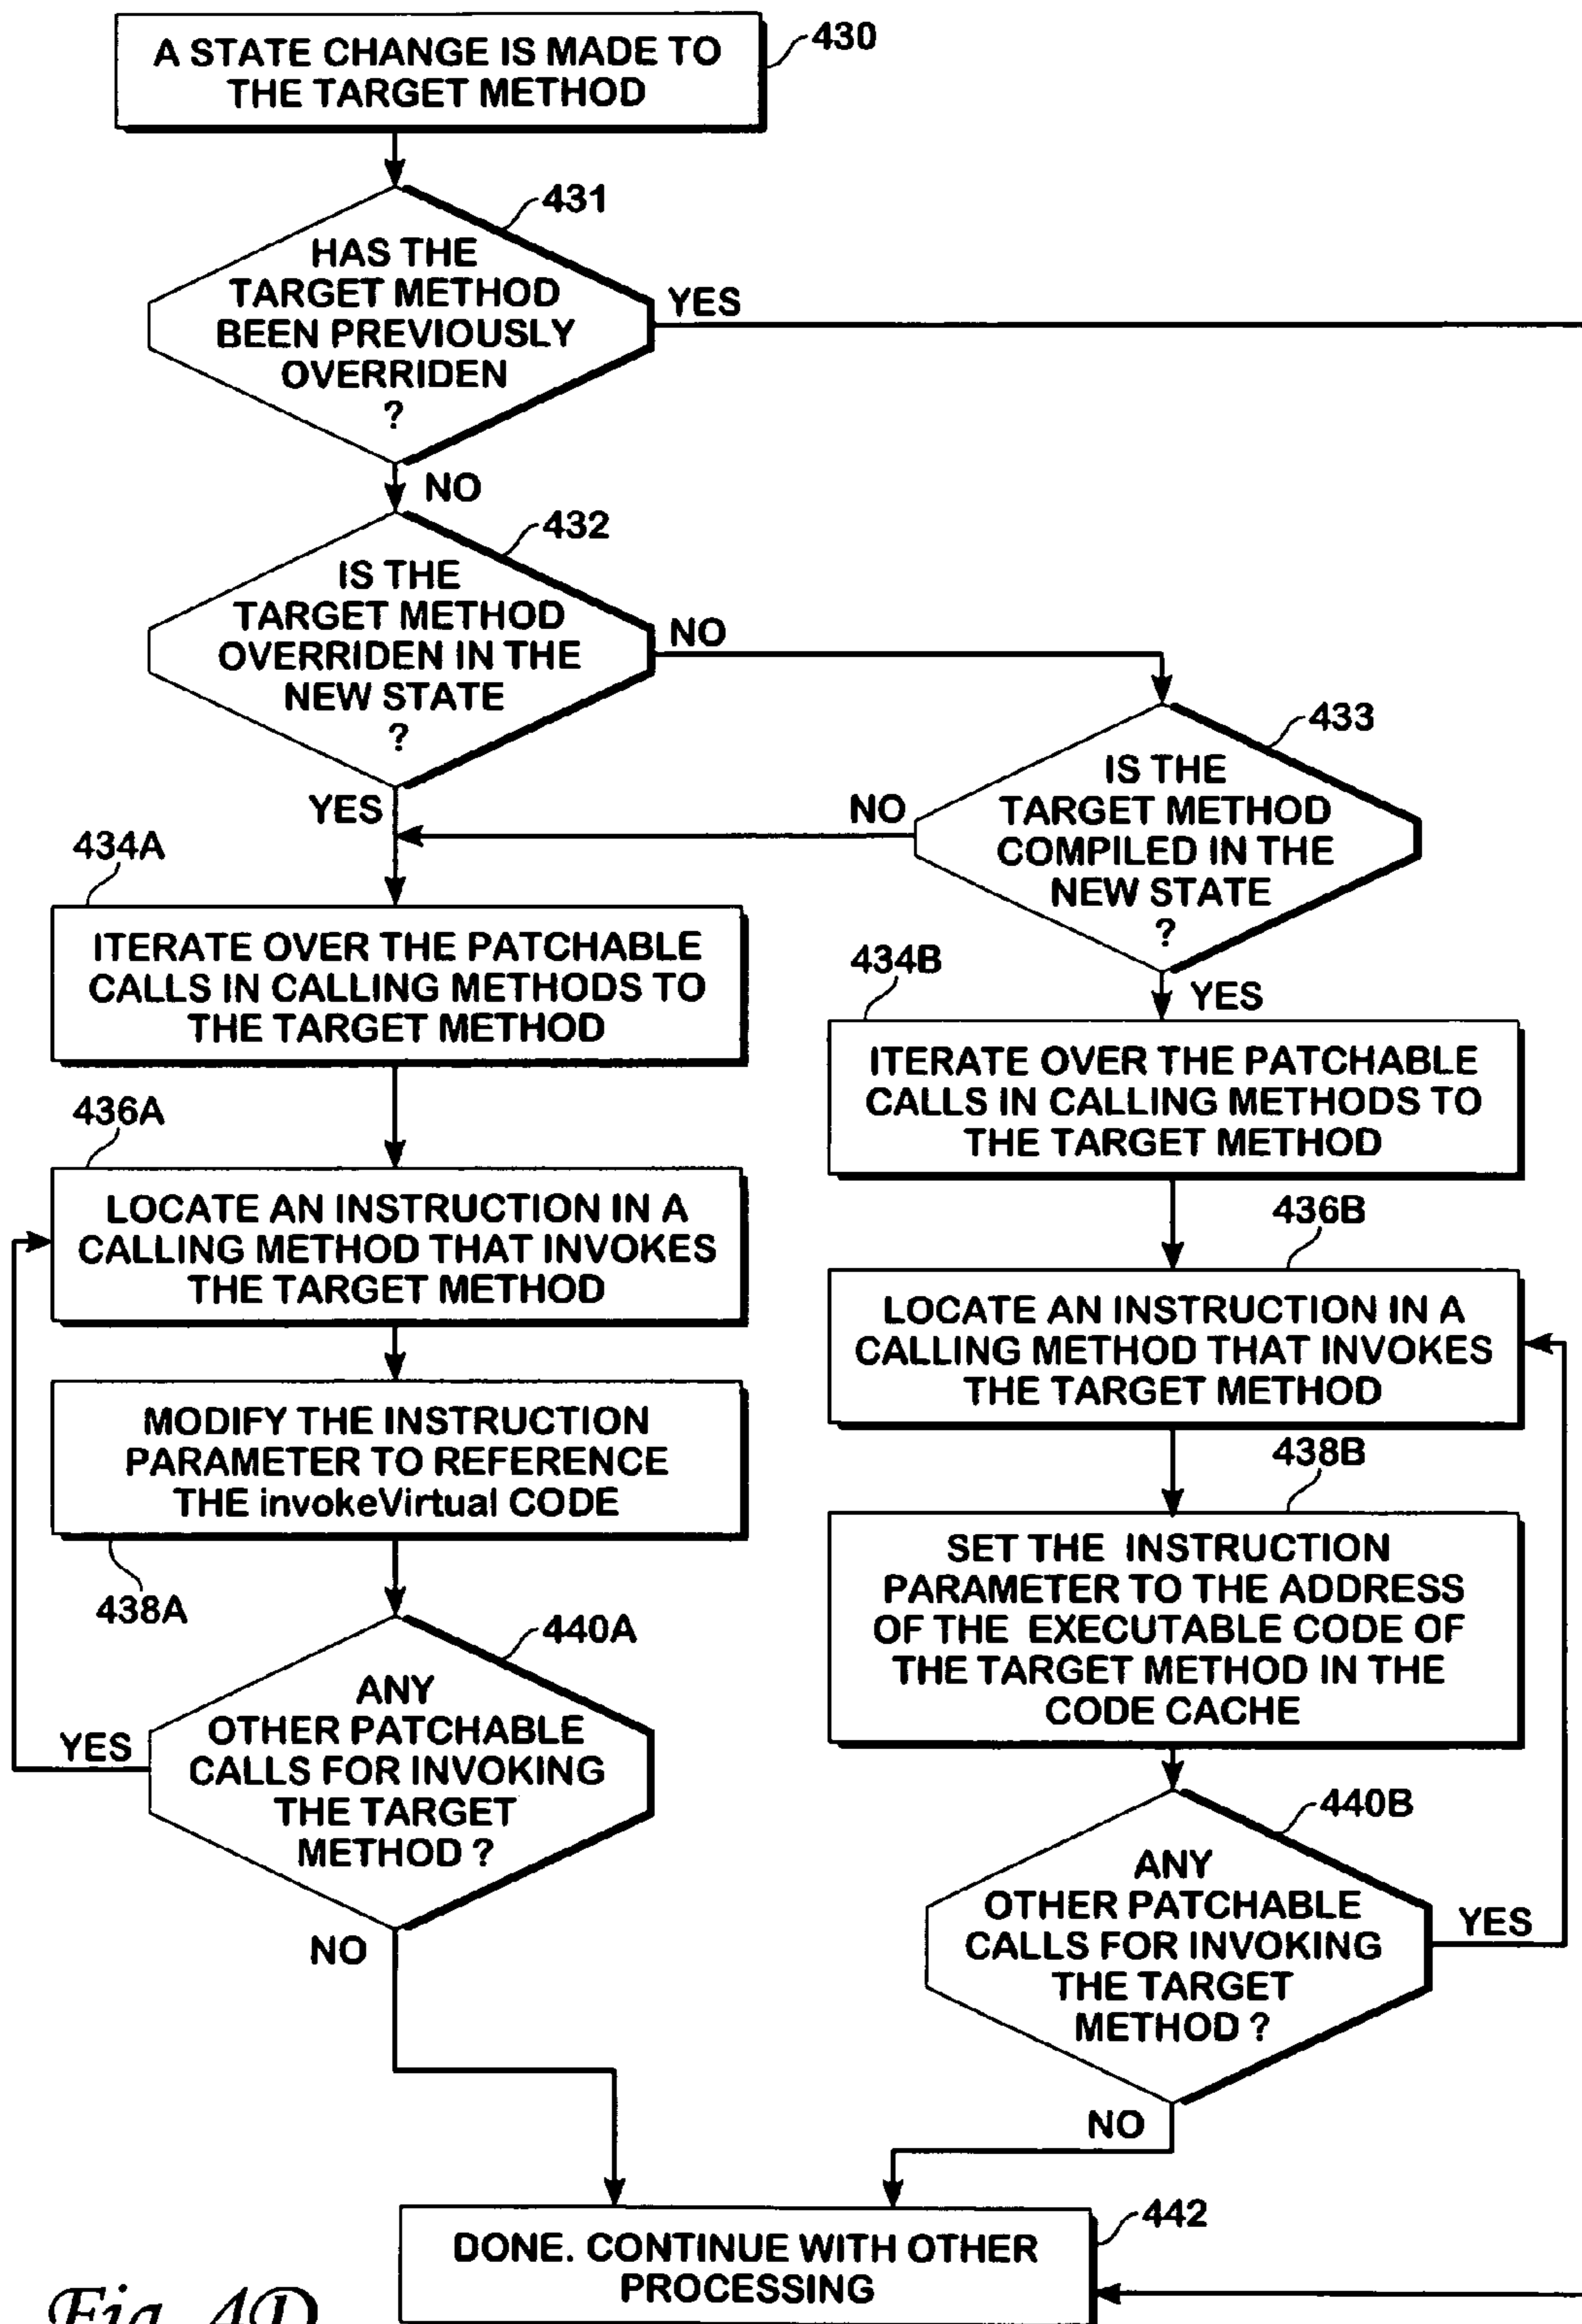 A STATE CHANGE IS MADE TO
THE TARGET METHOD
430
431
HAS THE
TARGET METHOD
BEEN PREVIOUSLY
OVERRIDEN
?
YES
NO
432
IS THE
TARGET METHOD
OVERRIDEN IN THE
NEW STATE
?
NO
YES
433
IS THE
TARGET METHOD
COMPILED IN THE
NEW STATE
?
NO
YES
434A
ITERATE OVER THE PATCHABLE
CALLS IN CALLING METHODS TO
THE TARGET METHOD
436A
LOCATE AN INSTRUCTION IN A
CALLING METHOD THAT INVOKES
THE TARGET METHOD
MODIFY THE INSTRUCTION
PARAMETER TO REFERENCE
THE invokeVirtual CODE
438A
440A
ANY
OTHER PATCHABLE
CALLS FOR INVOKING
THE TARGET
METHOD ?
YES
NO
434B
ITERATE OVER THE PATCHABLE
CALLS IN CALLING METHODS TO
THE TARGET METHOD
436B
LOCATE AN INSTRUCTION IN A
CALLING METHOD THAT INVOKES
THE TARGET METHOD
438B
SET THE INSTRUCTION
PARAMETER TO THE ADDRESS
OF THE EXECUTABLE CODE OF
THE TARGET METHOD IN THE
CODE CACHE
440B
ANY
OTHER PATCHABLE
CALLS FOR INVOKING
THE TARGET
METHOD ?
YES
NO
442
DONE. CONTINUE WITH OTHER
PROCESSING
Fig. 4D